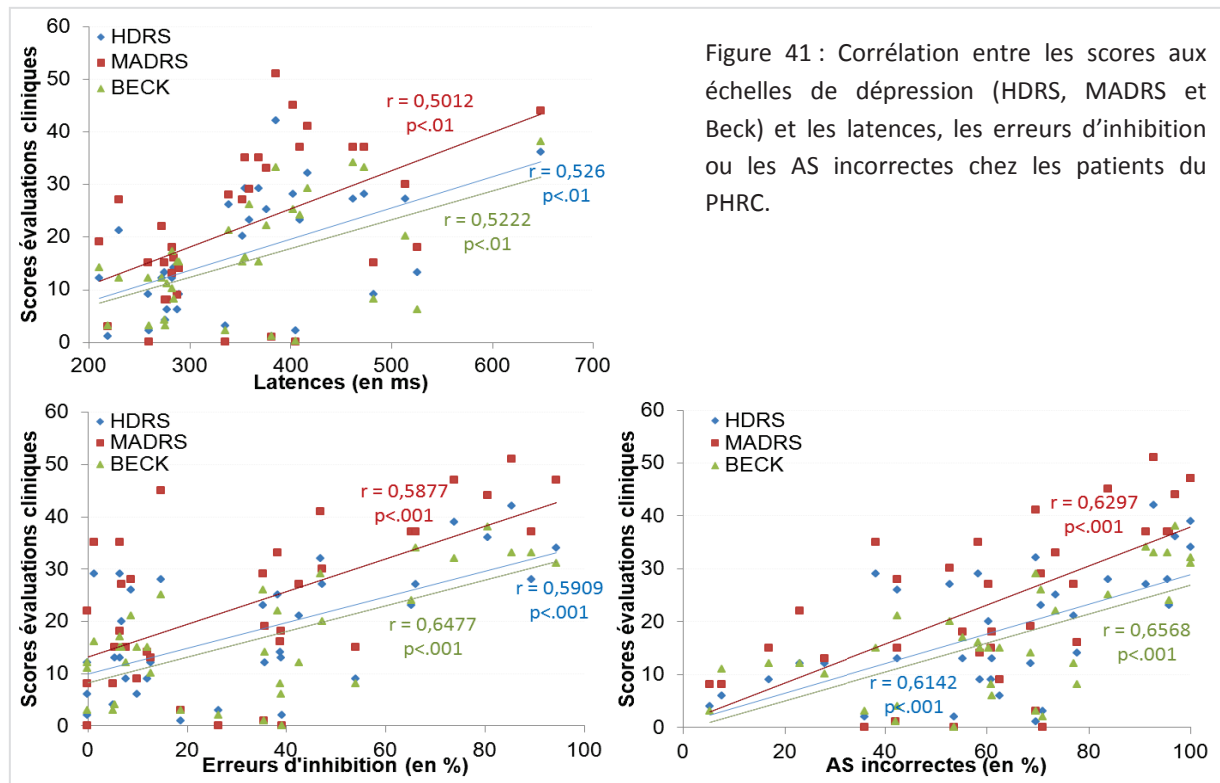 HDRS
MADRS
BECK
Scores évaluations cliniques
60
50
40
30
20
10
0
r = 0,5012
p<.01
r = 0,526
p<.01
r = 0,5222
p<.01
200 300 400 500 600 700
Latences (en ms)
Figure 41 : Corrélation entre les scores aux
échelles de dépression (HDRS, MADRS et
Beck) et les latences, les erreurs d'inhibition
ou les AS incorrectes chez les patients du
PHRC.
HDRS
MADRS
BECK
Scores évaluations cliniques
60
50
40
30
20
10
0
r = 0,5877
p<.001
r = 0,5909
p<.001
r = 0,6477
p<.001
0 20 40 60 80 100
Erreurs d'inhibition (en %)
HDRS
MADRS
BECK
Scores évaluations cliniques
60
50
40
30
20
10
0
r = 0,6297
p<.001
r = 0,6568
p<.001
r = 0,6142
p<.001
0 20 40 60 80 100
AS incorrectes (en %)